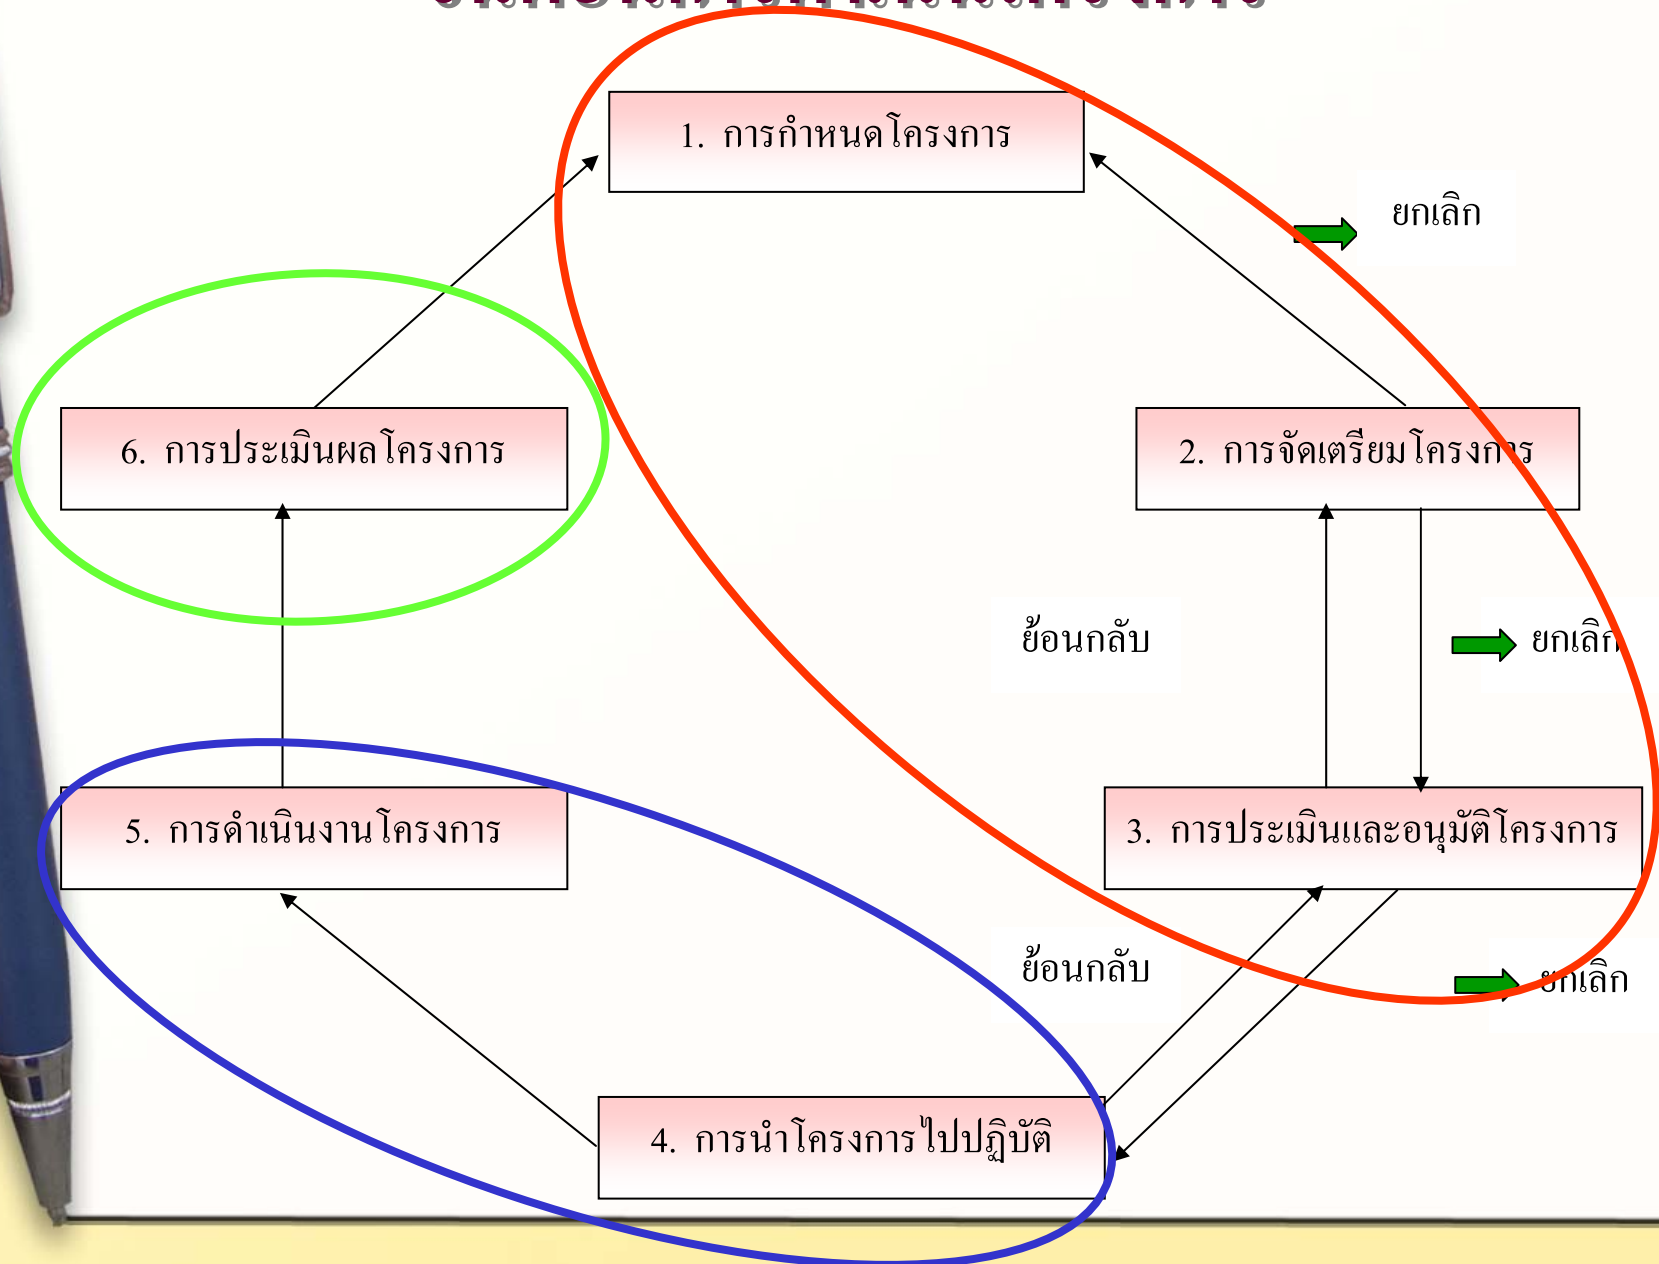 1. การกำหนดโครงการ
ยกเลิก
6. การประเมินผลโครงการ
2. การจัดเตรียมโครงการ
ย้อนกลับ
ยกเลิก
5. การดำเนินงานโครงการ
3. การประเมินและอนุมัติโครงการ
ย้อนกลับ
ยกเลิก
4. การนำโครงการไปปฏิบัติ